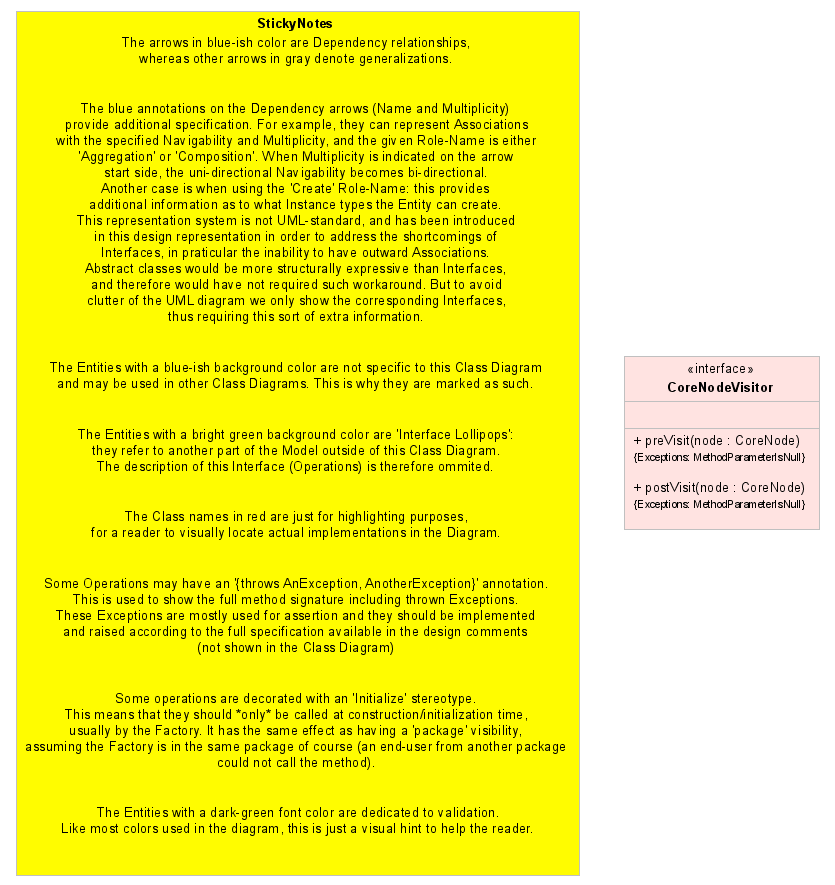 StickyNotes
The arrows in blue-ish color are Dependency relationships,
whereas other arrows in gray denote generalizations.
The blue annotations on the Dependency arrows (Name and Multiplicity)
provide additional specification. For example, they can represent Associations
with the specified Navigability and Multiplicity, and the given Role-Name is either
'Aggregation' or 'Composition'. When Multiplicity is indicated on the arrow
start side, the uni-directional Navigability becomes bi-directional.
Another case is when using the 'Create' Role-Name: this provides
additional information as to what Instance types the Entity can create.
This representation system is not UML-standard, and has been introduced
in this design representation in order to address the shortcomings of
Interfaces, in praticular the inability to have outward Associations.
Abstract classes would be more structurally expressive than Interfaces,
and therefore would have not required such workaround. But to avoid
clutter of the UML diagram we only show the corresponding Interfaces,
thus requiring this sort of extra information.
The Entities with a blue-ish background color are not specific to this Class Diagram
and may be used in other Class Diagrams. This is why they are marked as such.
The Entities with a bright green background color are 'Interface Lollipops':
they refer to another part of the Model outside of this Class Diagram.
The description of this Interface (Operations) is therefore ommited.
The Class names in red are just for highlighting purposes,
for a reader to visually locate actual implementations in the Diagram.
Some Operations may have an '{throws AnException, AnotherException}' annotation.
This is used to show the full method signature including thrown Exceptions.
These Exceptions are mostly used for assertion and they should be implemented
and raised according to the full specification available in the design comments
(not shown in the Class Diagram)
Some operations are decorated with an 'Initialize' stereotype.
This means that they should *only* be called at construction/initialization time,
usually by the Factory. It has the same effect as having a 'package' visibility,
assuming the Factory is in the same package of course (an end-user from another package
could not call the method).
The Entities with a dark-green font color are dedicated to validation.
Like most colors used in the diagram, this is just a visual hint to help the reader.
«interface»
CoreNodeVisitor
+ preVisit(node : CoreNode)
{Exceptions: MethodParameterIsNull}
+ postVisit(node : CoreNode)
{Exceptions: MethodParameterIsNull}